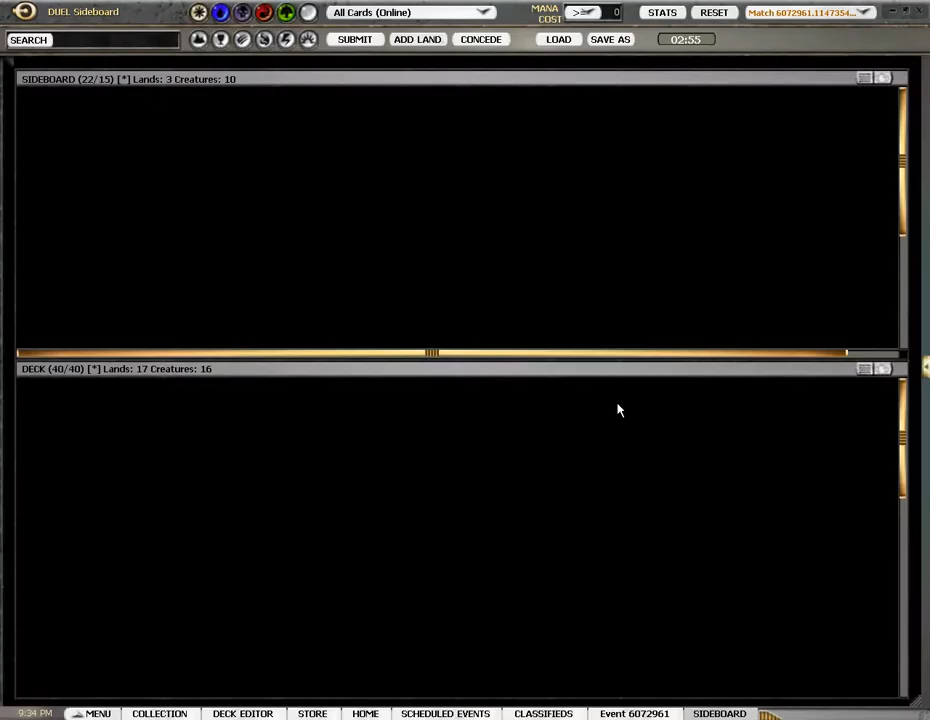 DUEL Sideboard All Cards (Online) MANA COST > 0 STATS RESET Match 6072961.1147354...
SEARCH SUBMIT ADD LAND CONCEDE LOAD SAVE AS 02:55
SIDEBOARD (22/15) [*] Lands: 3 Creatures: 10
DECK (40/40) [*] Lands: 17 Creatures: 16
9:34 PM MENU COLLECTION DECK EDITOR STORE HOME SCHEDULED EVENTS CLASSIFIEDS Event 6072961 SIDEBOARD